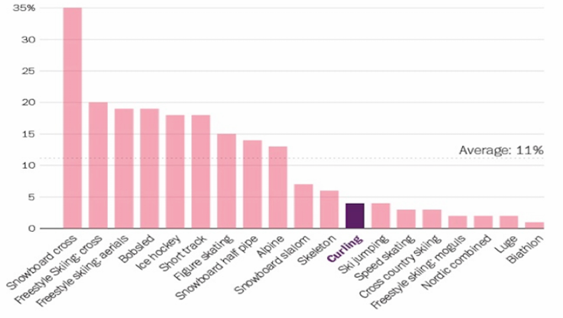 35%
30
25
20
15
10
5
0
Average: 11%
Snowboard cross
Freestyle Skiing: cross
Freestyle skiing: aerials
Bobsled
Ice hockey
Short track
Figure skating
Snowboard half pipe
Alpine
Snowboard slalom
Skeleton
Curling
Ski jumping
Speed skating
Cross country skiing
Freestyle skiing: moguls
Nordic combined
Luge
Biathlon